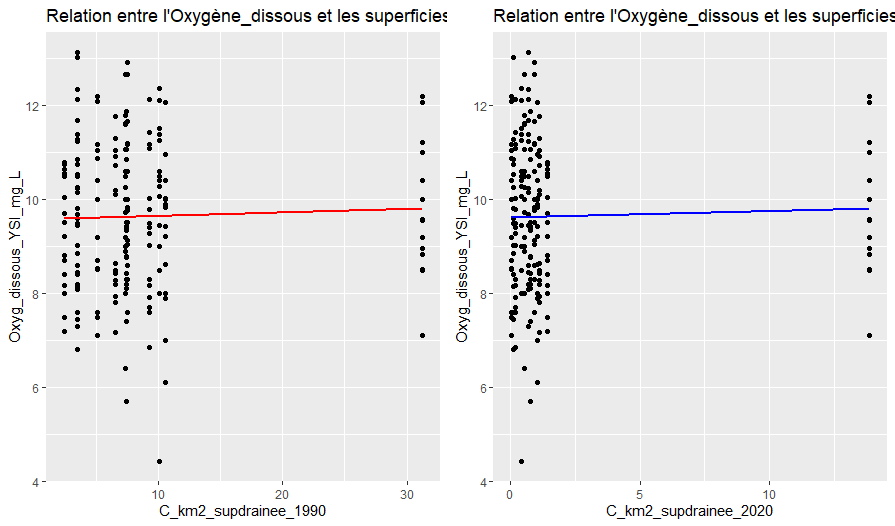 Relation entre l'Oxygène_dissous et les superficies
Oxyg_dissous_YSI_mg_L
12
10
8
6
4
10
20
30
C_km2_supdrainee_1990
Relation entre l'Oxygène_dissous et les superficies
Oxyg_dissous_YSI_mg_L
12
10
8
6
4
0
5
10
C_km2_supdrainee_2020